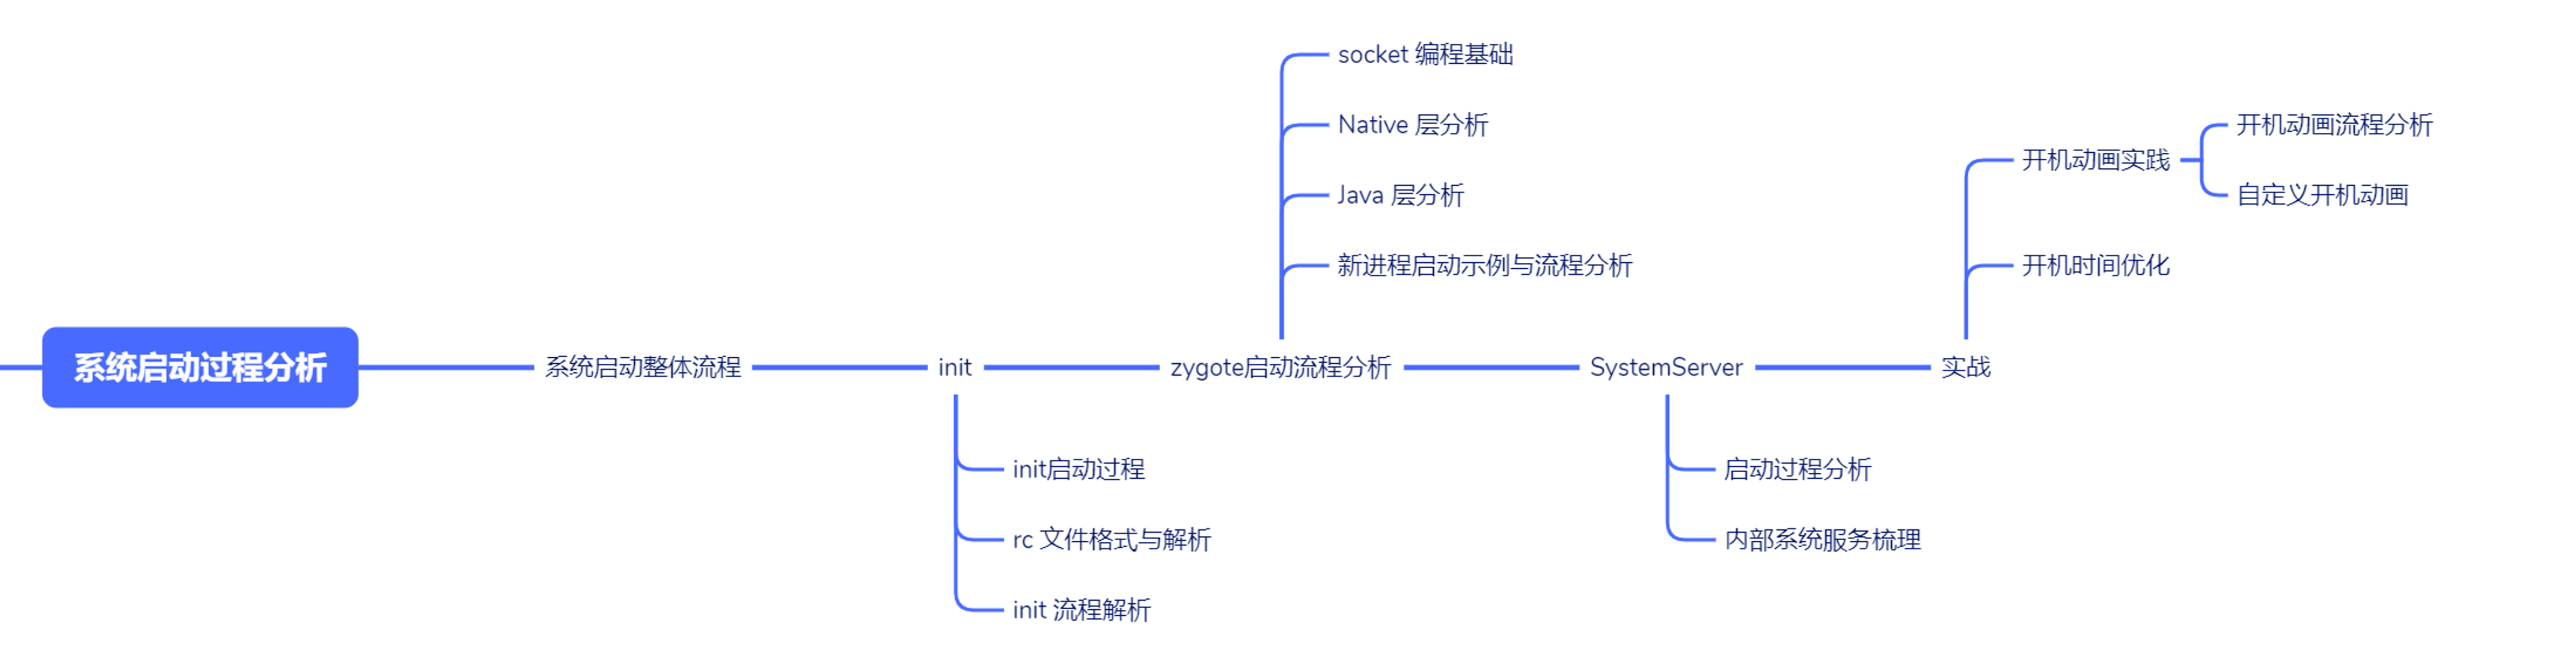 系统启动过程分析
系统启动整体流程
init
init启动过程
rc 文件格式与解析
init 流程解析
zygote启动流程分析
socket 编程基础
Native 层分析
Java 层分析
新进程启动示例与流程分析
SystemServer
启动过程分析
内部系统服务梳理
实战
开机动画实践
开机动画流程分析
自定义开机动画
开机时间优化